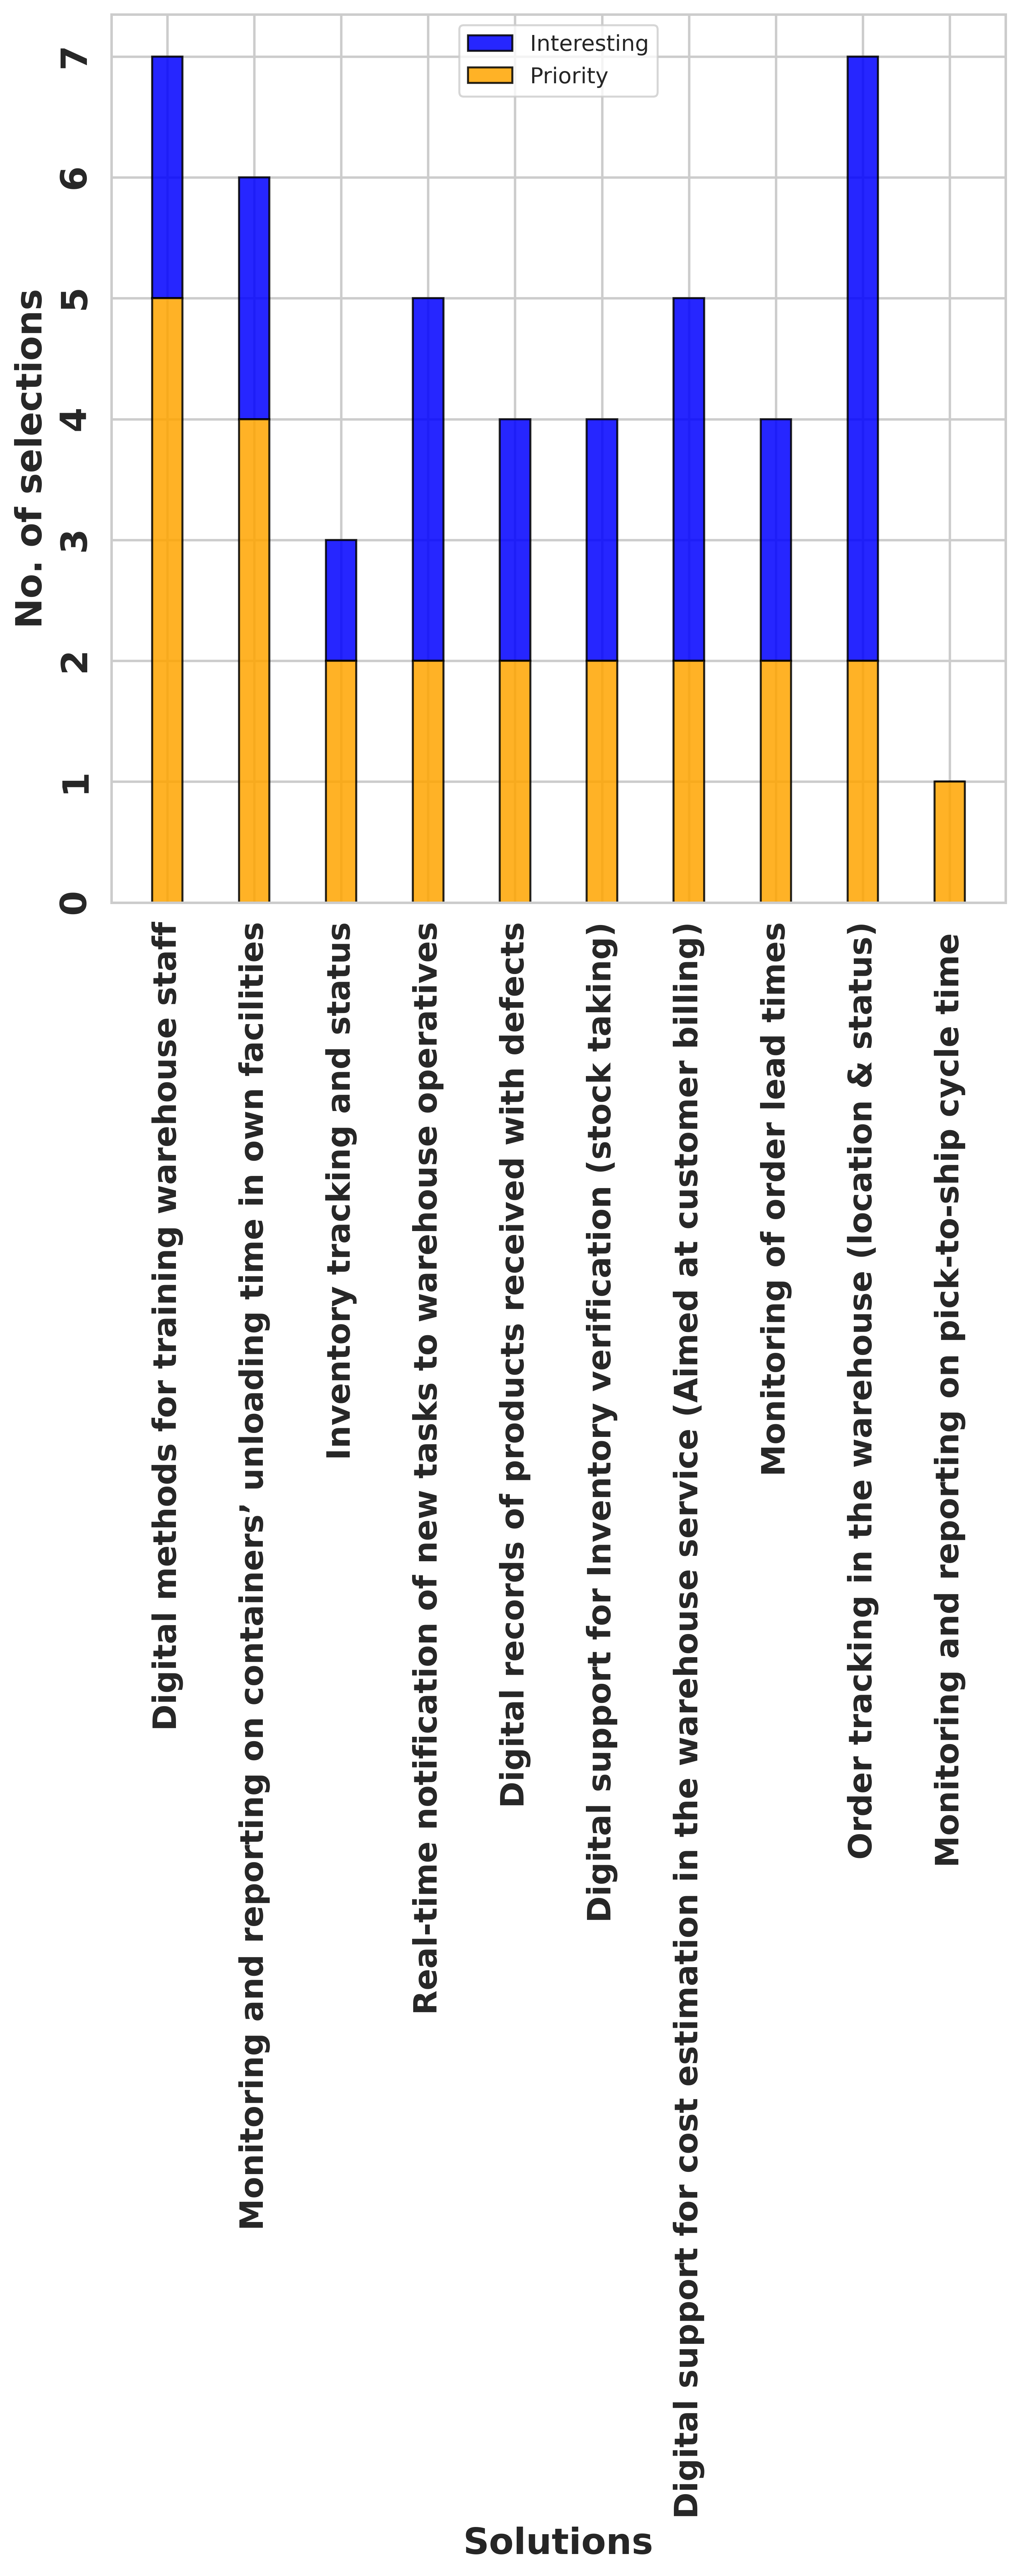 Interesting
Priority
No. of selections
7
6
5
4
3
2
1
0
Digital methods for training warehouse staff
Monitoring and reporting on containers’ unloading time in own facilities
Inventory tracking and status
Real-time notification of new tasks to warehouse operatives
Digital records of products received with defects
Digital support for Inventory verification (stock taking)
Digital support for cost estimation in the warehouse service (Aimed at customer billing)
Monitoring of order lead times
Order tracking in the warehouse (location & status)
Monitoring and reporting on pick-to-ship cycle time
Solutions